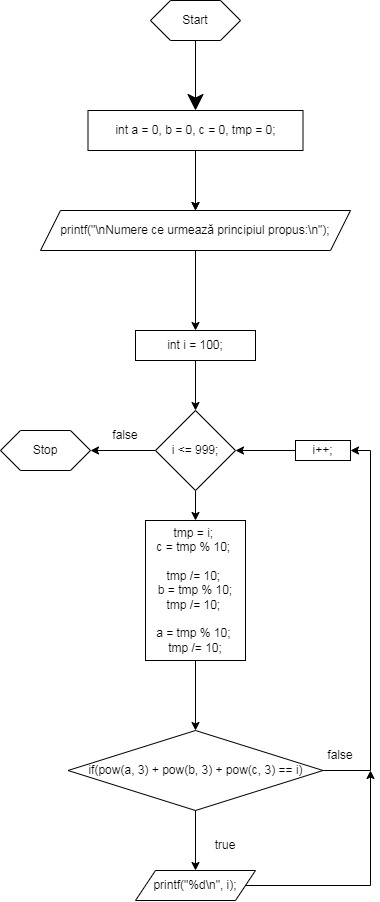 Start
int a = 0, b = 0, c = 0, tmp = 0;
printf("\nNumere ce urmează principiul propus:\n");
int i = 100;
false
Stop
i <= 999;
i++;
tmp = i;
c = tmp % 10;
tmp /= 10;
b = tmp % 10;
tmp /= 10;
a = tmp % 10;
tmp /= 10;
false
if(pow(a, 3) + pow(b, 3) + pow(c, 3) == i)
true
printf("%d\n", i);